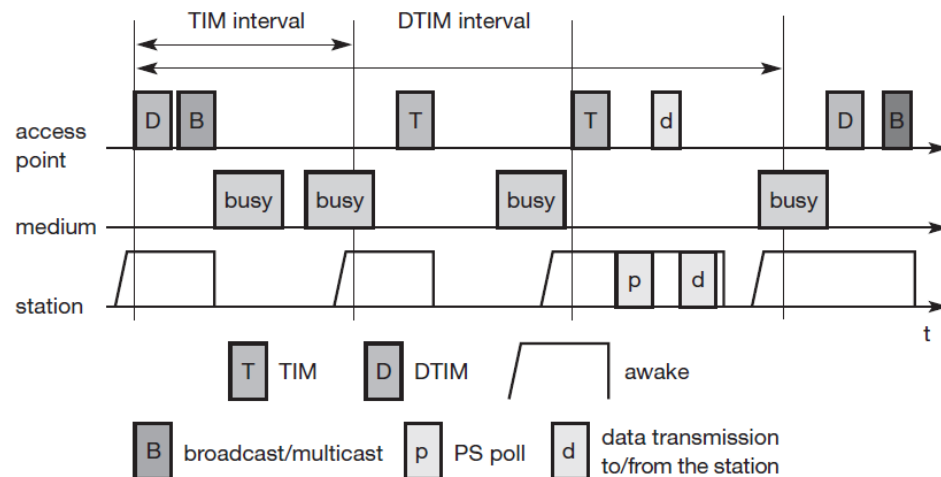 TIM interval
DTIM interval
D B T T d D B
access
point
busy busy busy busy
medium
p d
station
t
T TIM D DTIM awake
B broadcast/multicast p PS poll d data transmission
to/from the station